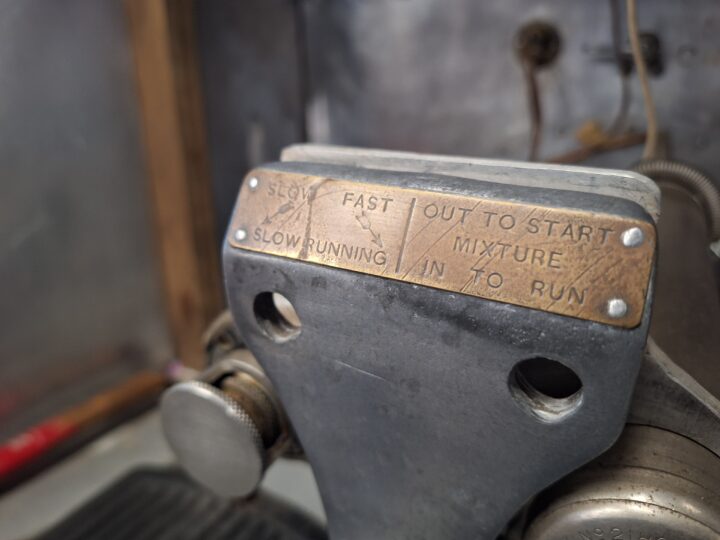 SLOW FAST
SLOW RUNNING
OUT TO START
MIXTURE
IN TO RUN